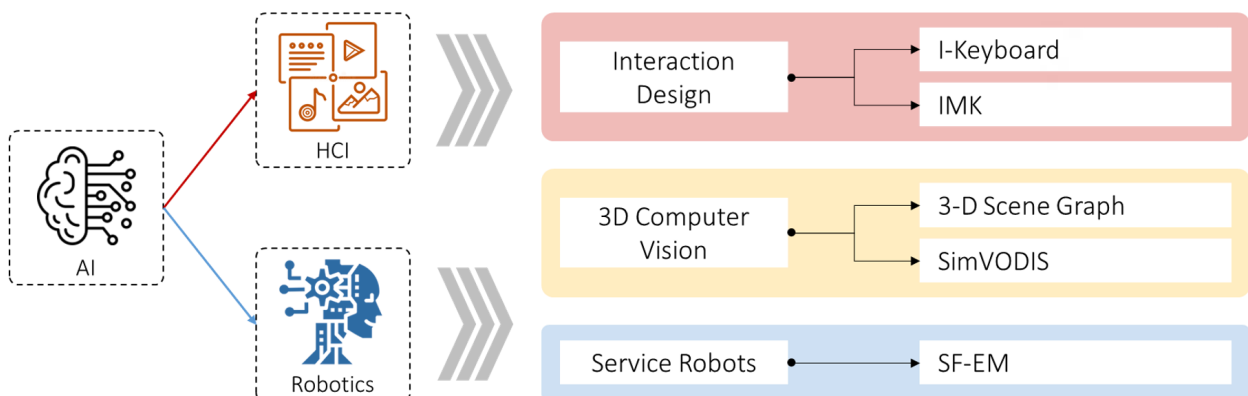 AI
HCI
Robotics
Interaction
Design
I-Keyboard
IMK
3D Computer
Vision
3-D Scene Graph
SimVODIS
Service Robots
SF-EM